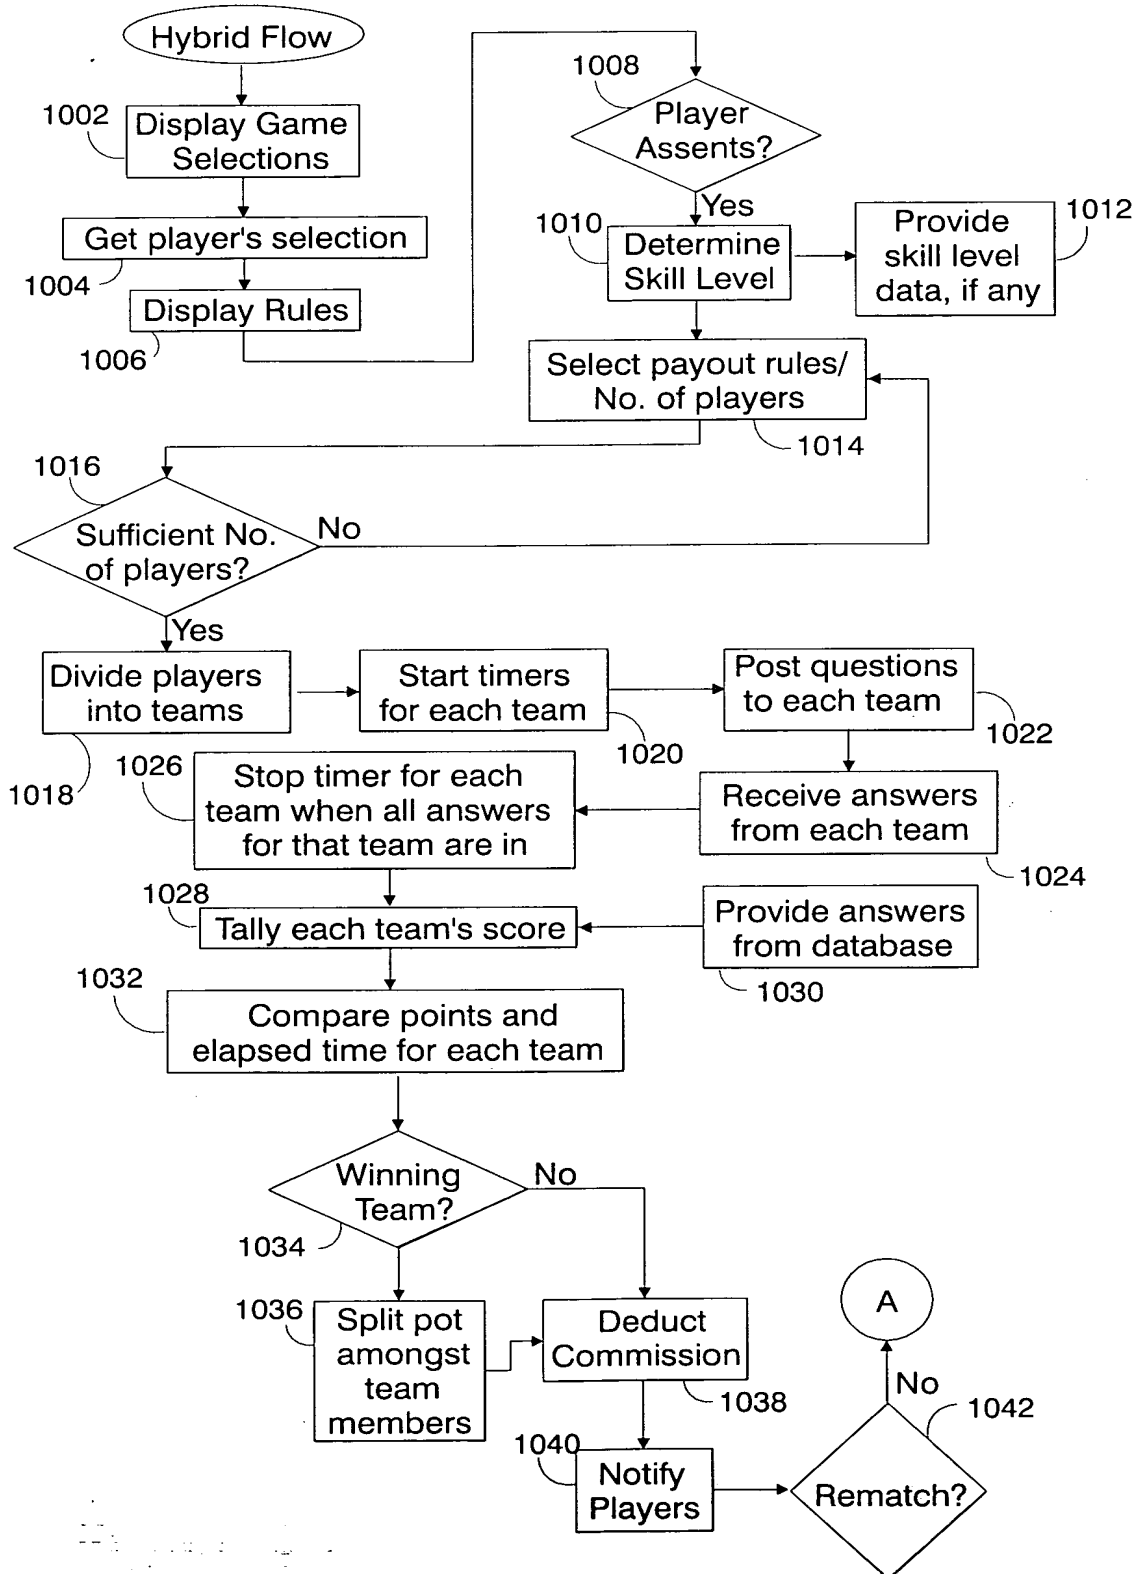 Hybrid Flow
1002
Display Game
Selections
Get player's selection
1004
Display Rules
1006
1008
Player
Assents?
Yes
1010
Determine
Skill Level
Provide
skill level
data, if any
1012
Select payout rules/
No. of players
1014
1016
Sufficient No.
of players?
No
Yes
Divide players
into teams
1018
Start timers
for each team
1020
Post questions
to each team
1022
Receive answers
from each team
1024
1026
Stop timer for each
team when all answers
for that team are in
1028
Tally each team's score
Provide answers
from database
1030
1032
Compare points and
elapsed time for each team
Winning
Team?
No
1034
1036
Split pot
amongst
team
members
Deduct
Commission
1038
1040
Notify
Players
A
No
1042
Rematch?